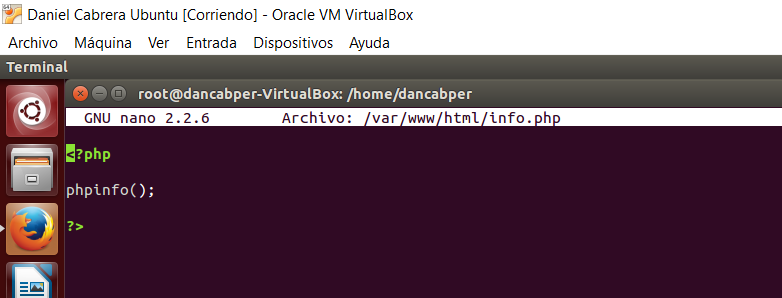 Daniel Cabrera Ubuntu [Corriendo] - Oracle VM VirtualBox
Archivo Máquina Ver Entrada Dispositivos Ayuda
Terminal
root@dancabper-VirtualBox: /home/dancabper
GNU nano 2.2.6 Archivo: /var/www/html/info.php
<?php
phpinfo();
?>